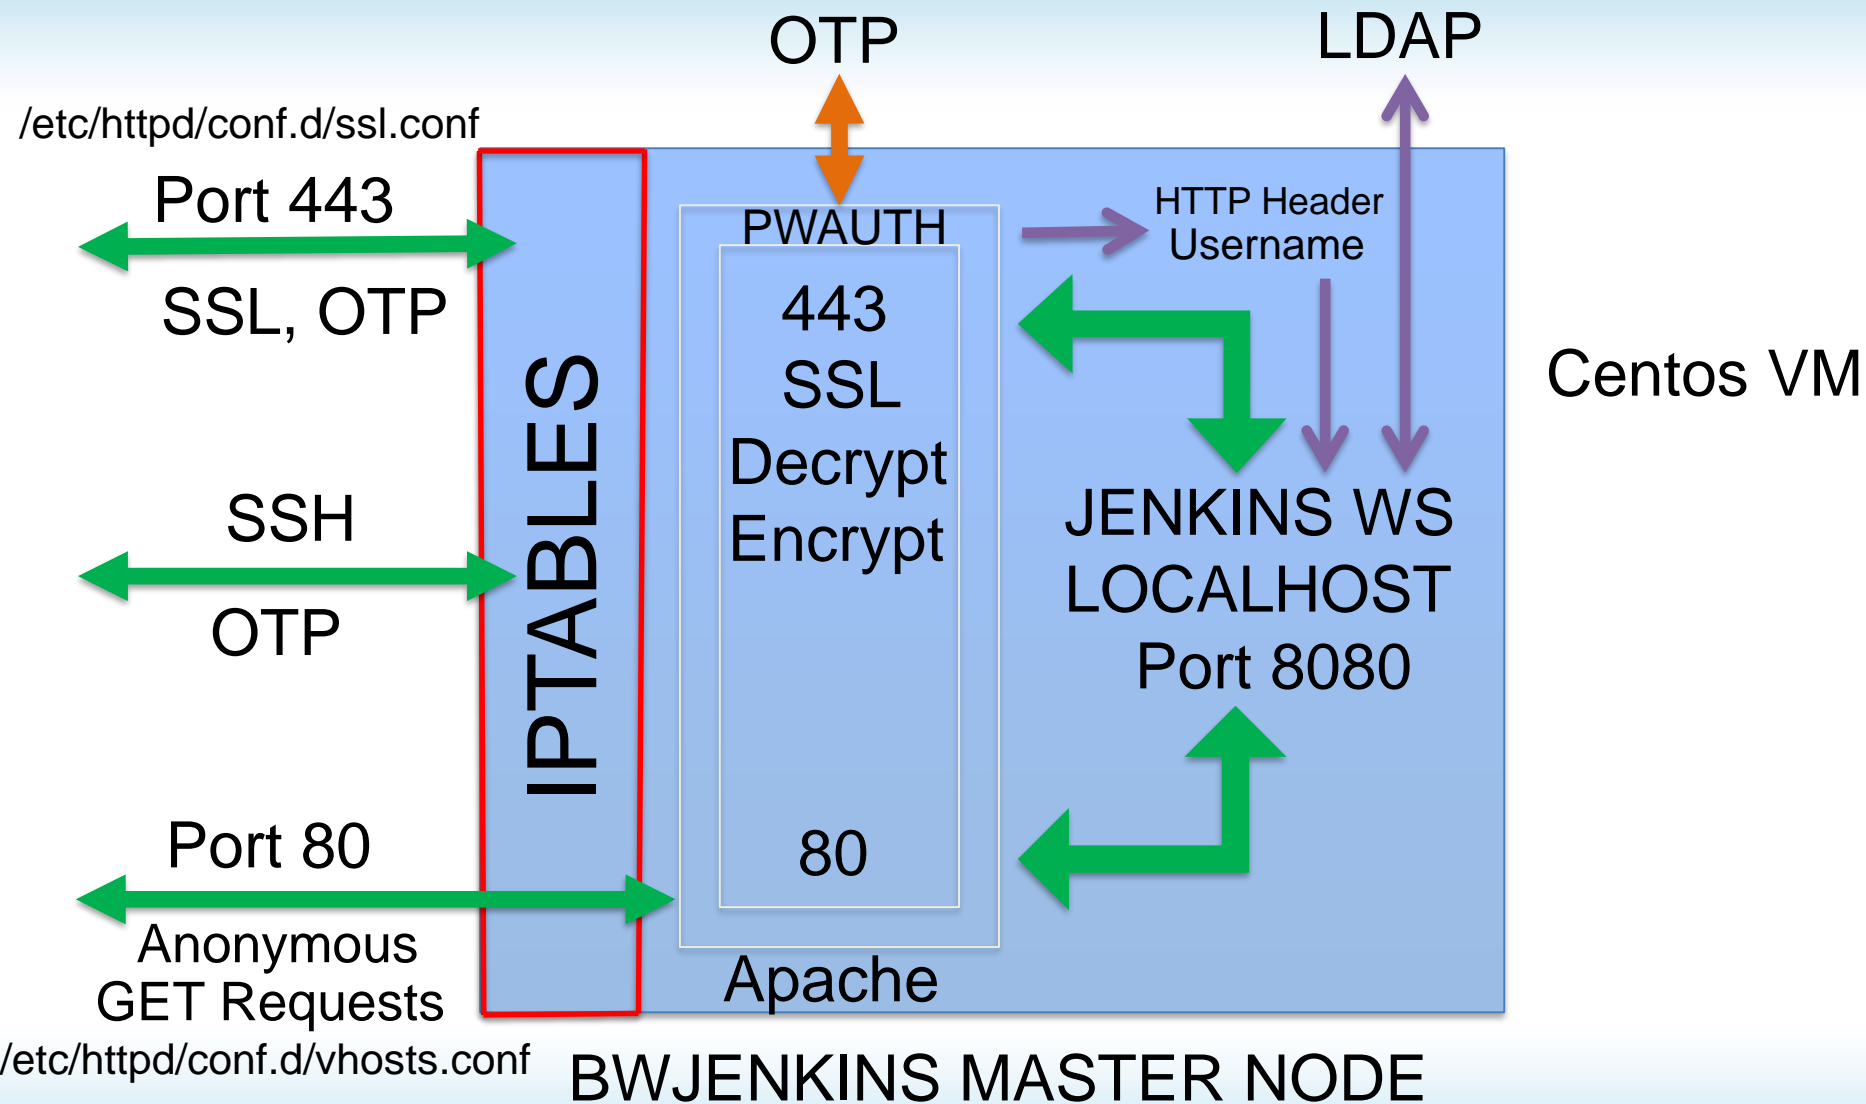 OTP
LDAP
/etc/httpd/conf.d/ssl.conf
Port 443
SSL, OTP
SSH
OTP
Port 80
Anonymous
GET Requests
/etc/httpd/conf.d/vhosts.conf
IPTABLES
PWAUTH
443
SSL
Decrypt
Encrypt
80
Apache
HTTP Header
Username
JENKINS WS
LOCALHOST
Port 8080
Centos VM
BWJENKINS MASTER NODE